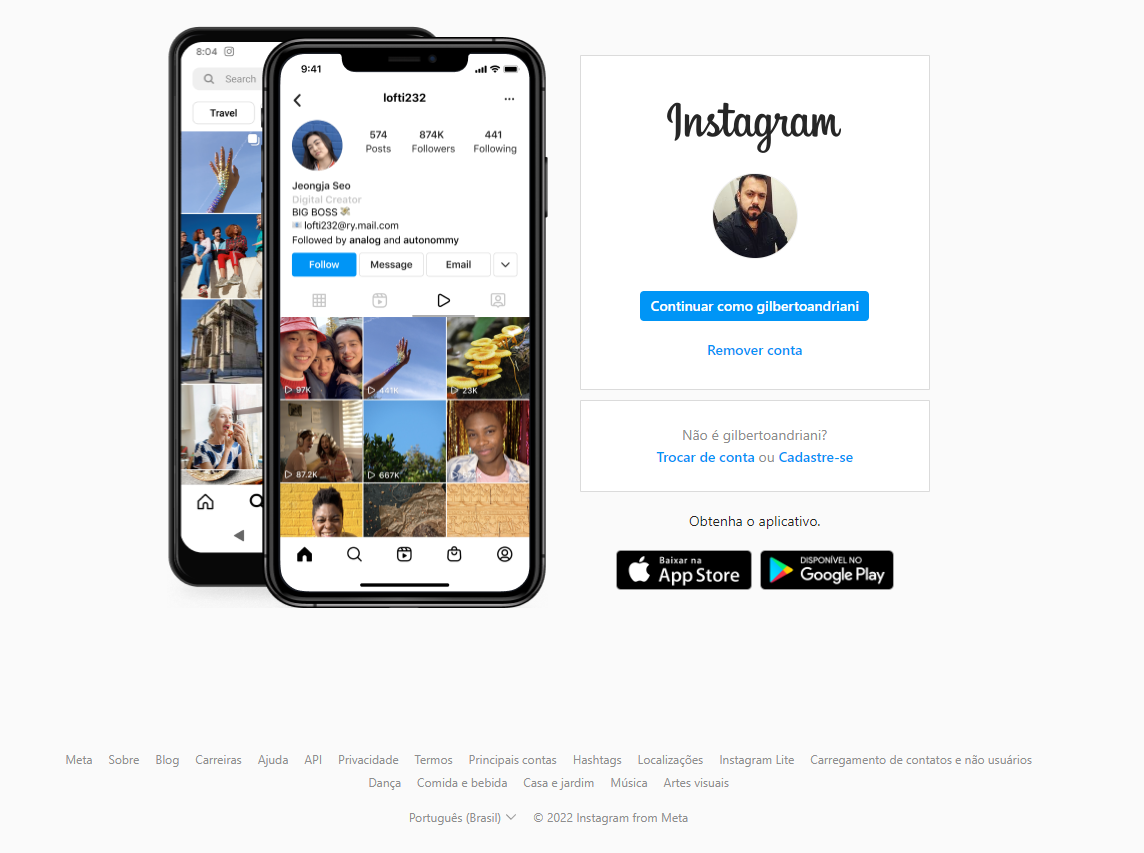 8:04
Search
Travel
9:41
lofti232
574 874K 441
Posts Followers Following
Jeongja Seo
Digital Creator
BIG BOSS
lofti232@ry.mail.com
Followed by analog and autonommy
Follow Message Email
97K 441K 23K
87.2K 667K
Instagram
Continuar como gilbertoandriani
Remover conta
Não é gilbertoandriani?
Trocar de conta ou Cadastre-se
Obtenha o aplicativo.
Baixar na
App Store
DISPONÍVEL NO
Google Play
Meta Sobre Blog Carreiras Ajuda API Privacidade Termos Principais contas Hashtags Localizações Instagram Lite Carregamento de contatos e não usuários
Dança Comida e bebida Casa e jardim Música Artes visuais
Português (Brasil) © 2022 Instagram from Meta